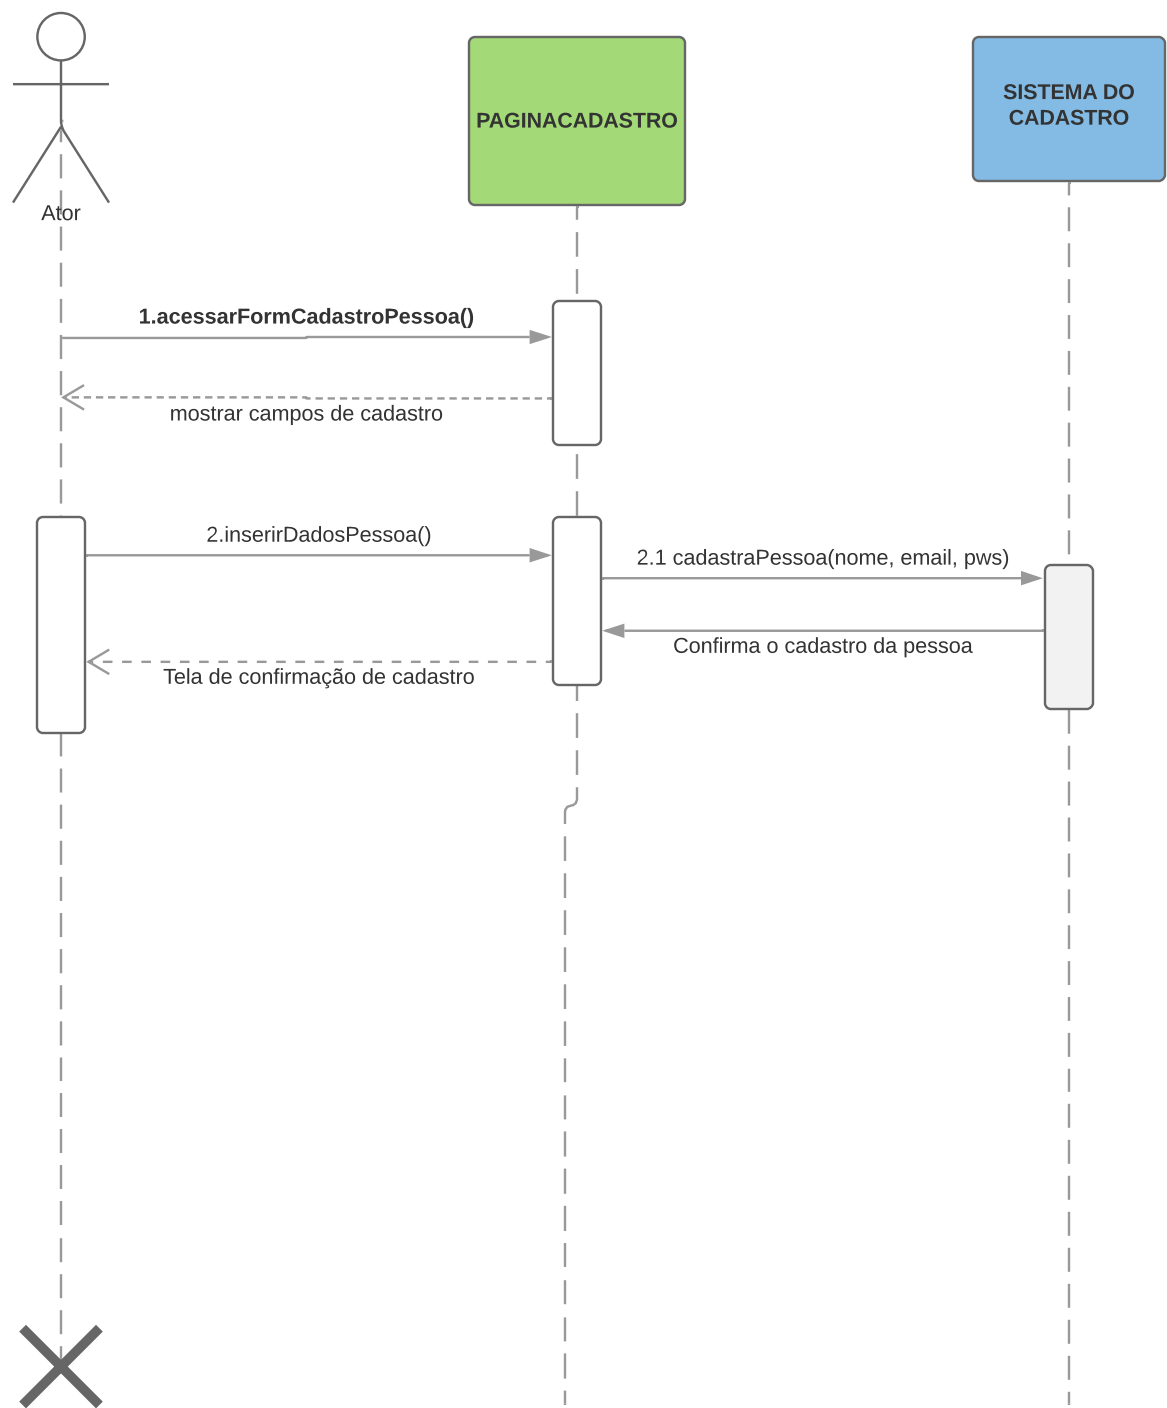 Ator
PAGINACADASTRO
SISTEMA DO
CADASTRO
1.acessarFormCadastroPessoa()
mostrar campos de cadastro
2.inserirDadosPessoa()
2.1 cadastraPessoa(nome, email, pws)
Confirma o cadastro da pessoa
Tela de confirmação de cadastro